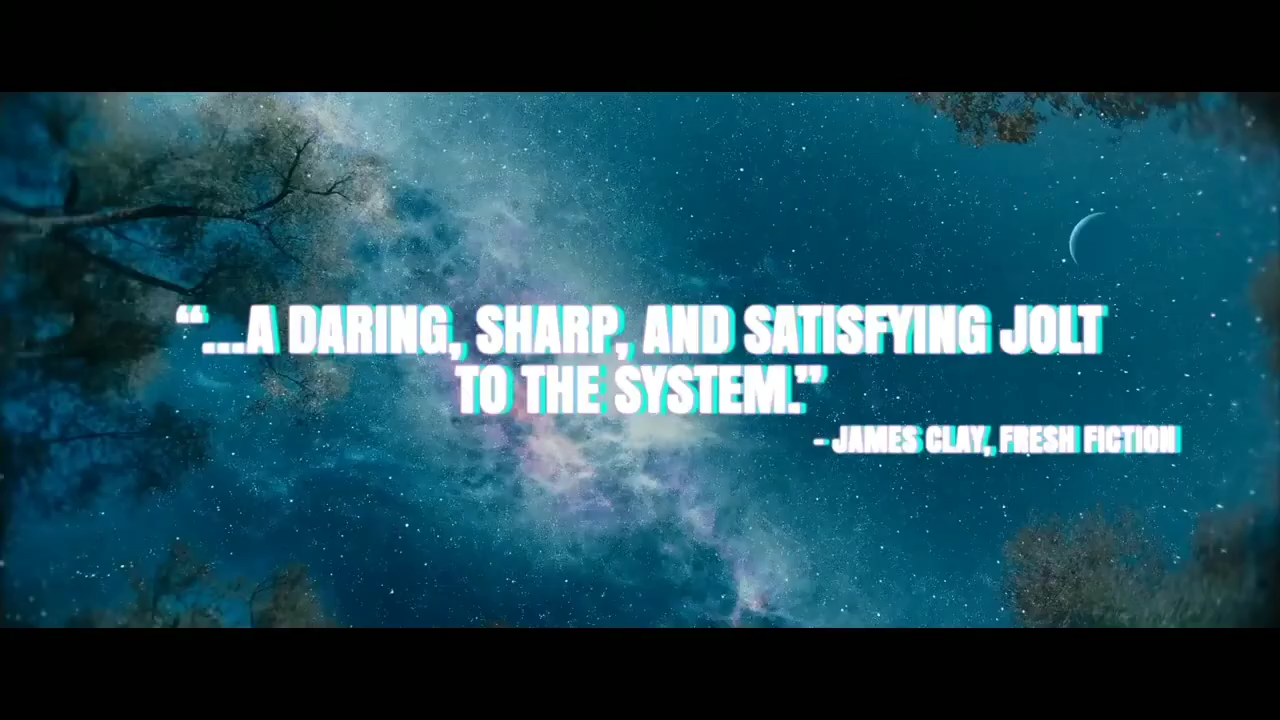 “...A DARING, SHARP, AND SATISFYING JOLT
TO THE SYSTEM.”
- JAMES CLAY, FRESH FICTION